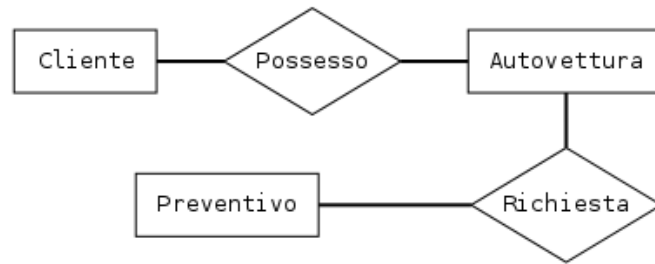 Cliente
Possesso
Autovettura
Preventivo
Richiesta